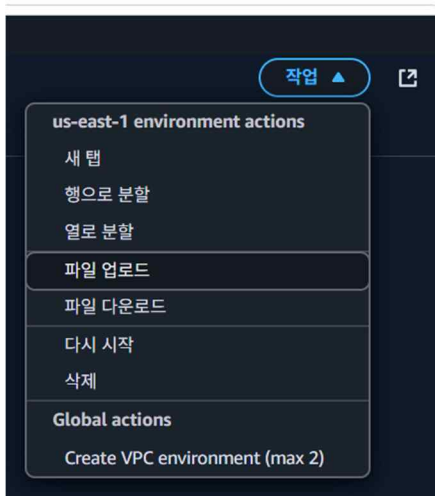 작업
us-east-1 environment actions
새 탭
행으로 분할
열로 분할
파일 업로드
파일 다운로드
다시 시작
삭제
Global actions
Create VPC environment (max 2)